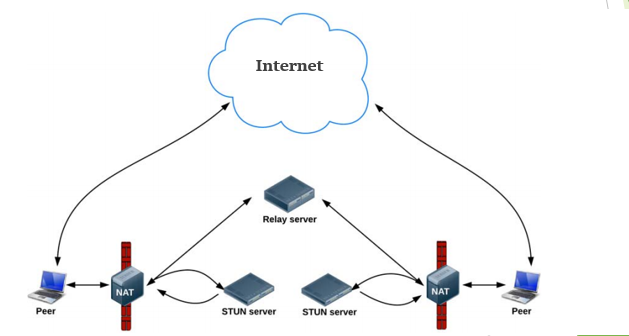 Internet
Relay server
NAT
NAT
Peer
STUN server
STUN server
Peer